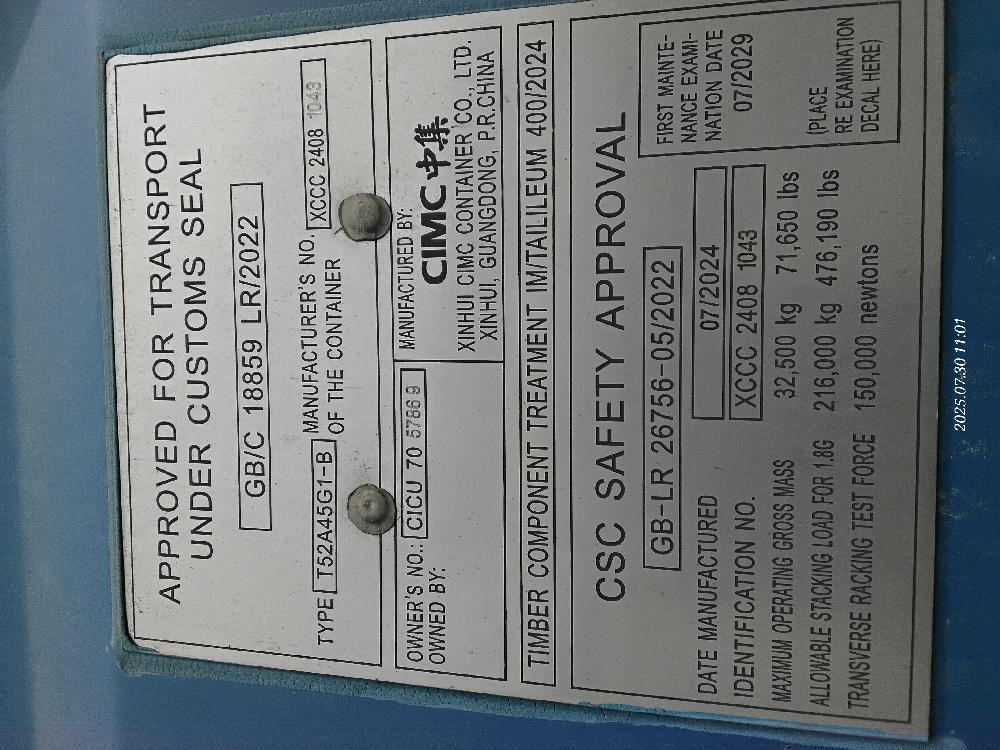 APPROVED FOR TRANSPORT
UNDER CUSTOMS SEAL
GB/C 18859 LR/2022
TYPE T52A45G1-B MANUFACTURER'S NO. XCCC 2408 1043
OF THE CONTAINER
OWNER'S NO.: CICU 70 5786 9
OWNED BY:
MANUFACTURED BY:
CIMC 中集
XINHUI CIMC CONTAINER CO., LTD.
XINHUI, GUANGDONG, P.R.CHINA
TIMBER COMPONENT TREATMENT IM/TAILILEUM 400/2024
CSC SAFETY APPROVAL
GB-LR 26756-05/2022
DATE MANUFACTURED 07/2024
IDENTIFICATION NO. XCCC 2408 1043
MAXIMUM OPERATING GROSS MASS 32,500 kg 71,650 lbs
ALLOWABLE STACKING LOAD FOR 1.8G 216,000 kg 476,190 lbs
TRANSVERSE RACKING TEST FORCE 150,000 newtons
FIRST MAINTE-
NANCE EXAMI-
NATION DATE
07/2029
(PLACE
RE EXAMINATION
DECAL HERE)
2025.07.30 11:01